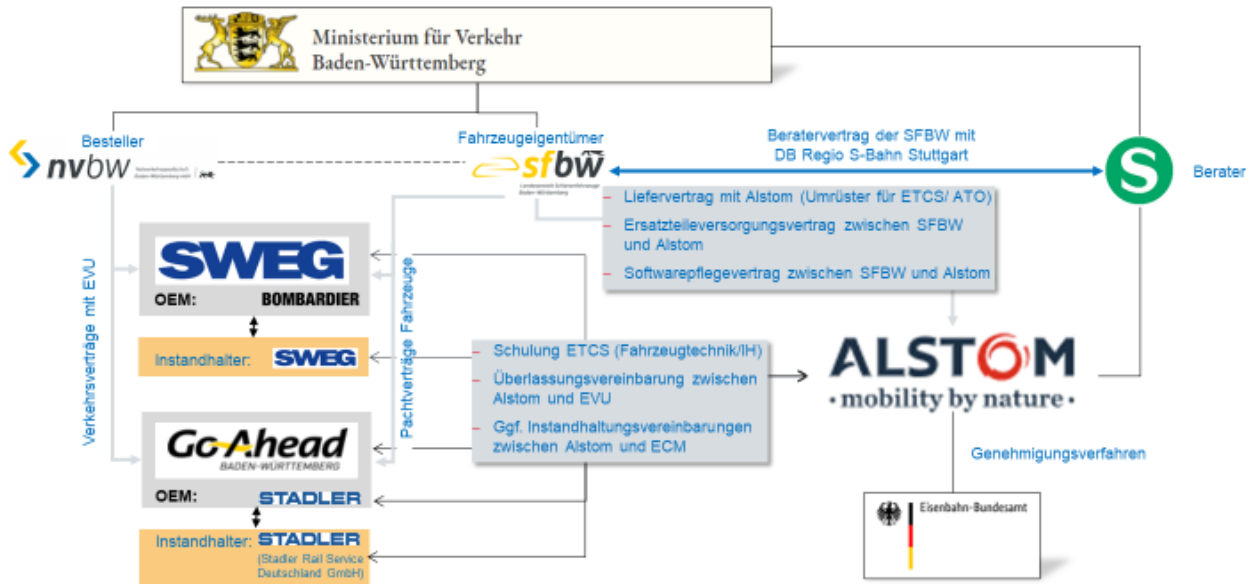 Ministerium für Verkehr
Baden-Württemberg
Besteller
nvbw
Fahrzeugeigentümer
sfbw
Landesanstalt Schienenfahrzeuge
Baden-Württemberg
Beratervertrag der SFBW mit
DB Regio S-Bahn Stuttgart
S
Berater
– Liefervertrag mit Alstom (Umrüster für ETCS/ ATO)
– Ersatzteileversorgungsvertrag zwischen SFBW
und Alstom
– Softwarepflegevertrag zwischen SFBW und Alstom
Verkehrsverträge mit EVU
Pachtverträge Fahrzeuge
SWEG
OEM: BOMBARDIER
Instandhalter: SWEG
– Schulung ETCS (Fahrzeugtechnik/IH)
– Überlassungsvereinbarung zwischen
Alstom und EVU
– Ggf. Instandhaltungsvereinbarungen
zwischen Alstom und ECM
ALSTOM
• mobility by nature •
Go-Ahead
BADEN-WÜRTTEMBERG
OEM: STADLER
Instandhalter: STADLER
(Stadler Rail Service
Deutschland GmbH)
Genehmigungsverfahren
Eisenbahn-Bundesamt